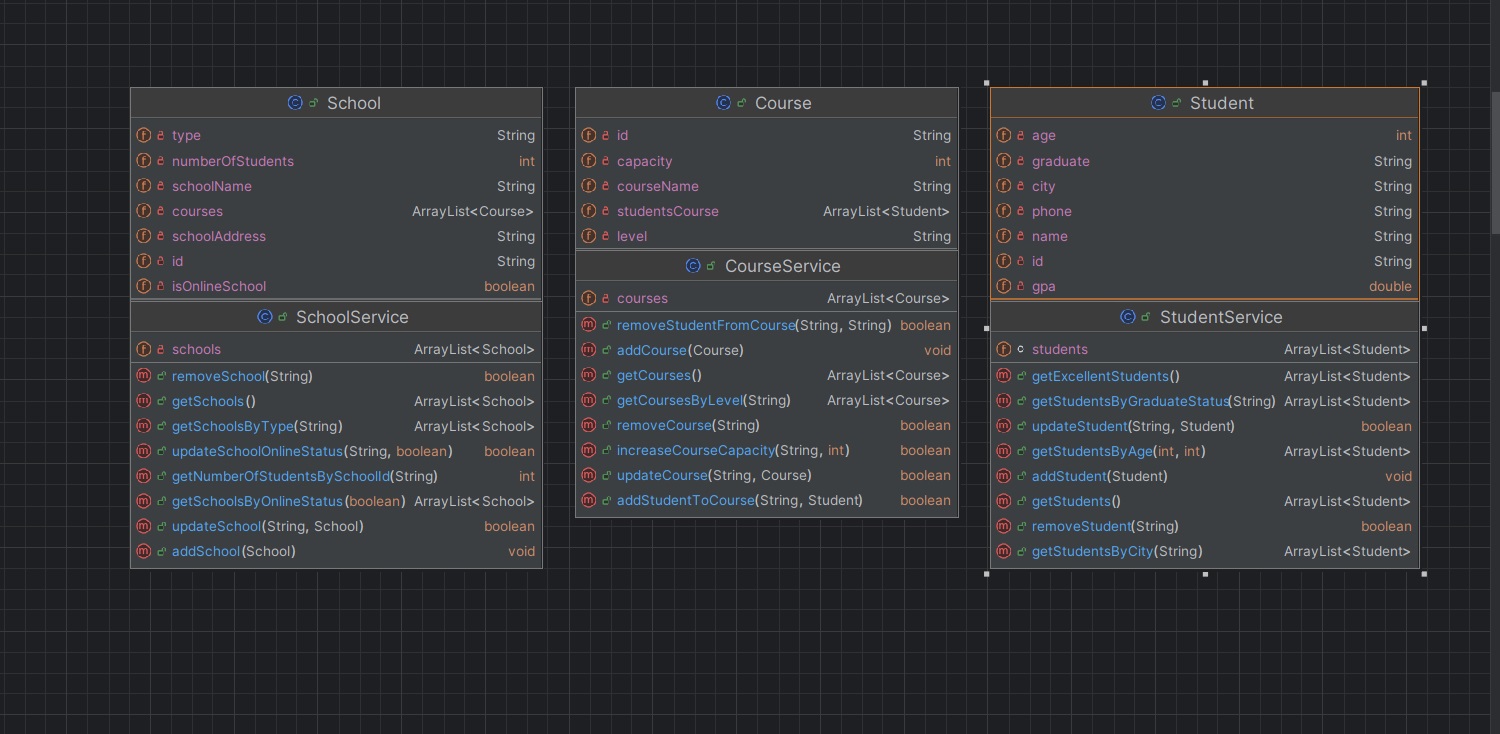 School
type String
numberOfStudents int
schoolName String
courses ArrayList<Course>
schoolAddress String
id String
isOnlineSchool boolean
SchoolService
schools ArrayList<School>
removeSchool(String) boolean
getSchools () ArrayList<School>
getSchoolsByType(String) ArrayList<School>
updateSchoolOnlineStatus(String, boolean) boolean
getNumberOfStudentsBySchoolId(String) int
getSchoolsByOnlineStatus(boolean) ArrayList<School>
updateSchool(String, School) boolean
addSchool(School) void
Course
id String
capacity int
courseName String
studentsCourse ArrayList<Student>
level String
CourseService
courses ArrayList<Course>
removeStudentFromCourse(String, String) boolean
addCourse(Course) void
getCourses() ArrayList<Course>
getCoursesByLevel(String) ArrayList<Course>
removeCourse(String) boolean
increaseCourseCapacity(String, int) boolean
updateCourse(String, Course) boolean
addStudentToCourse(String, Student) boolean
Student
age int
graduate String
city String
phone String
name String
id String
gpa double
StudentService
students ArrayList<Student>
getExcellentStudents() ArrayList<Student>
getStudentsByGraduateStatus(String) ArrayList<Student>
updateStudent(String, Student) boolean
getStudentsByAge(int, int) ArrayList<Student>
addStudent(Student) void
getStudents() ArrayList<Student>
removeStudent(String) boolean
getStudentsByCity(String) ArrayList<Student>